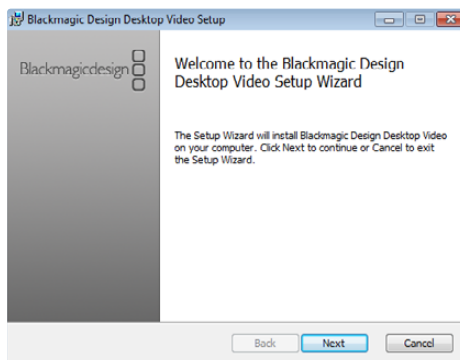 Blackmagic Design Desktop Video Setup
Blackmagicdesign
Welcome to the Blackmagic Design
Desktop Video Setup Wizard
The Setup Wizard will install Blackmagic Design Desktop Video
on your computer. Click Next to continue or Cancel to exit
the Setup Wizard.
Back Next Cancel